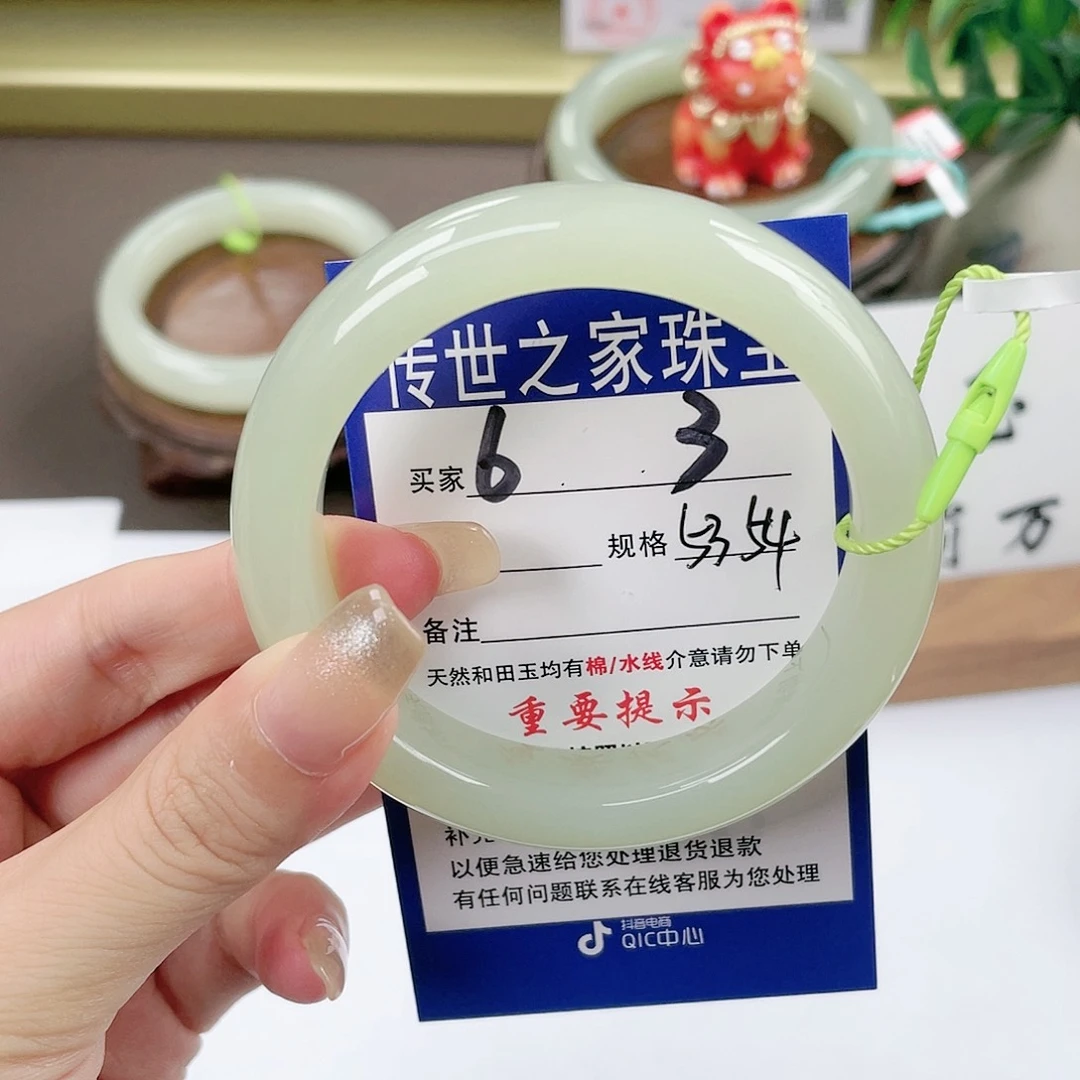 传世之家珠宝
买家 6 3
规格 53 54
备注
天然和田玉均有棉/水线介意请勿下单
重要提示
以便急速给您处理退货退款
有任何问题联系在线客服为您处理
抖音电商
QIC中心
万